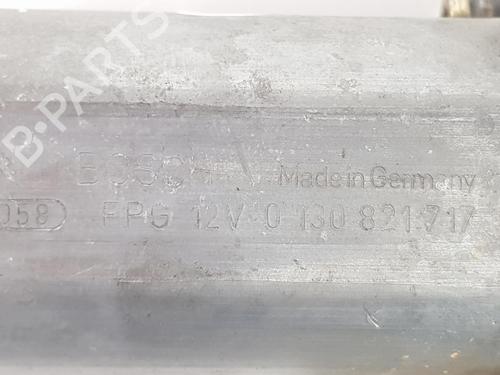 B-PARTS
BOSCH Made in Germany
058 FPG 12V 0 130 821 717